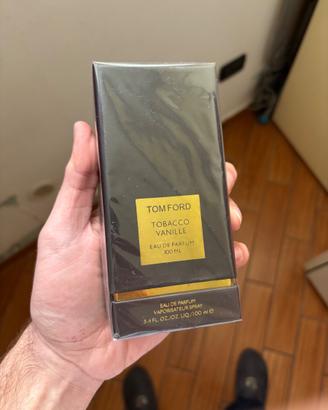 TOM FORD
TOBACCO
VANILLE
EAU DE PARFUM
100 ML
EAU DE PARFUM
VAPORISATEUR SPRAY
3.4 FL.OZ./OZ.LIQ./100 ml ℮